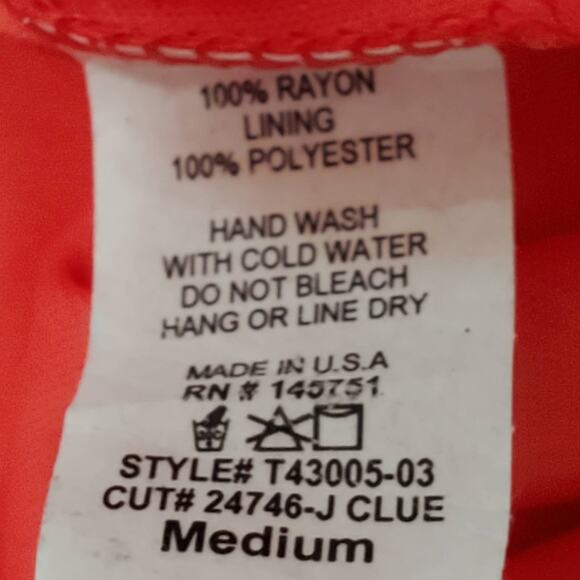 100% RAYON
LINING
100% POLYESTER
HAND WASH
WITH COLD WATER
DO NOT BLEACH
HANG OR LINE DRY
MADE IN U.S.A
RN # 145751
STYLE# T43005-03
CUT# 24746-J CLUE
Medium